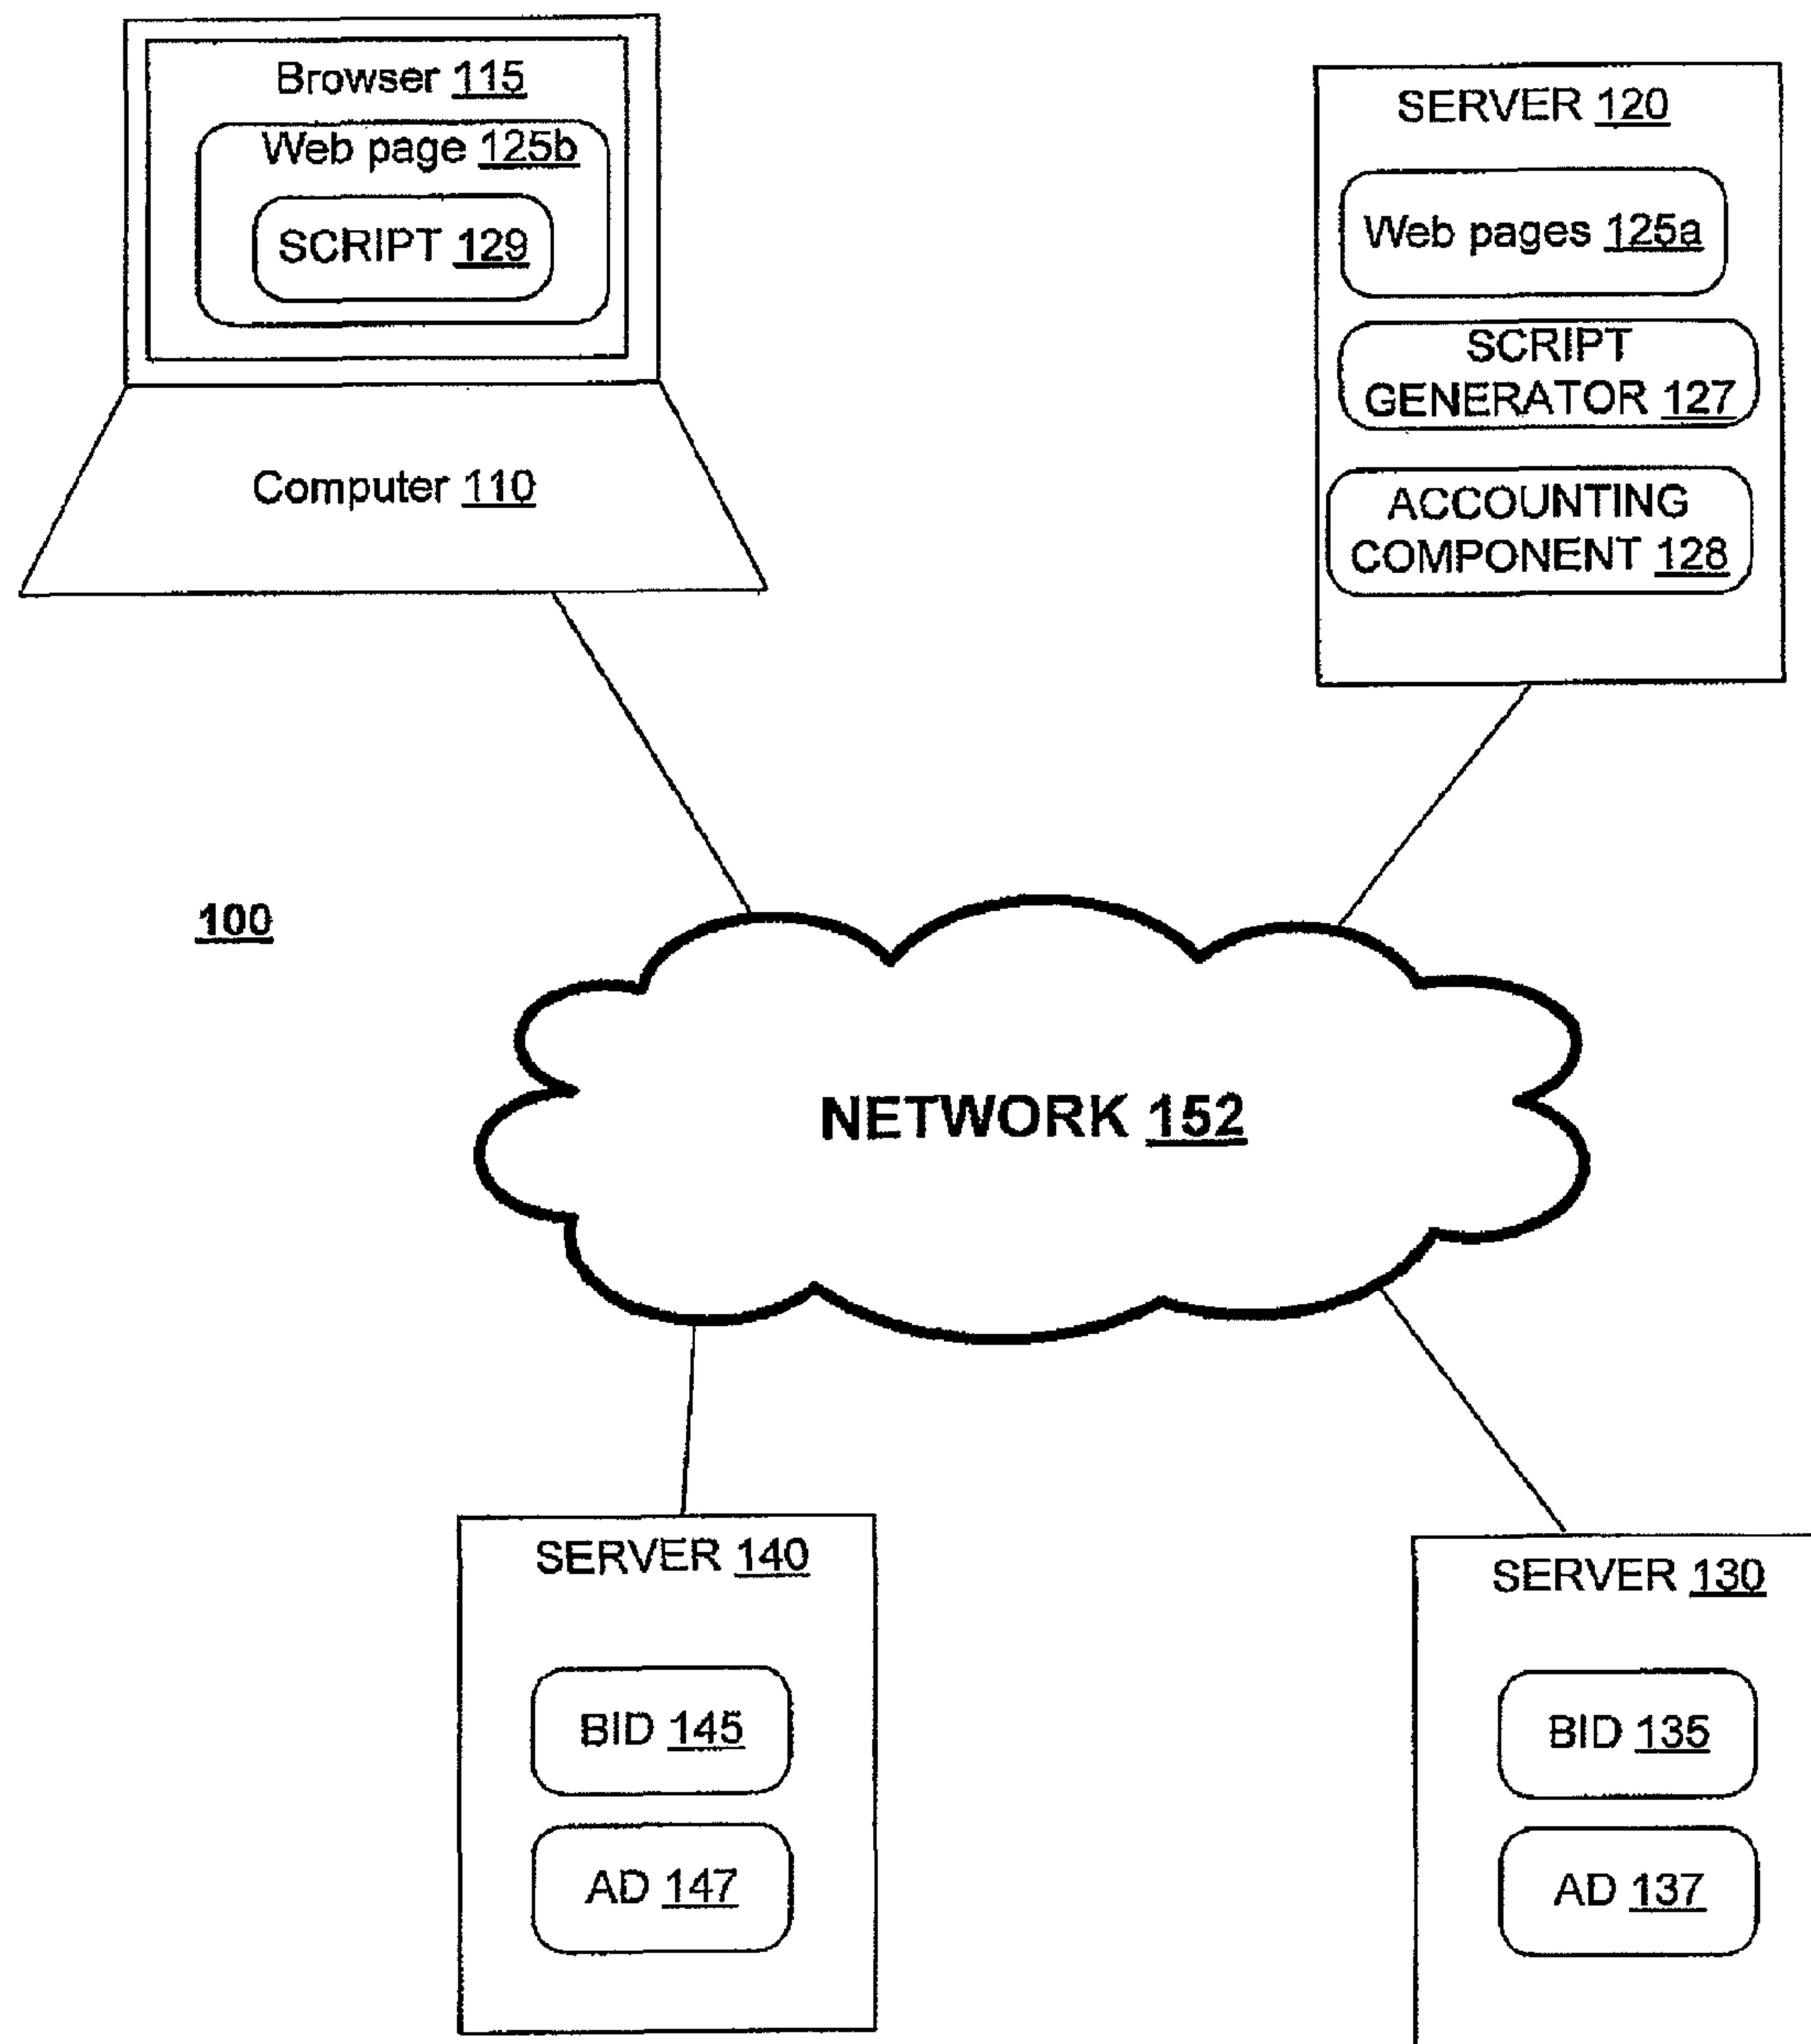 Browser 115
Web page 125b
SCRIPT 129
Computer 110
SERVER 120
Web pages 125a
SCRIPT
GENERATOR 127
ACCOUNTING
COMPONENT 128
100
NETWORK 152
SERVER 140
BID 145
AD 147
SERVER 130
BID 135
AD 137